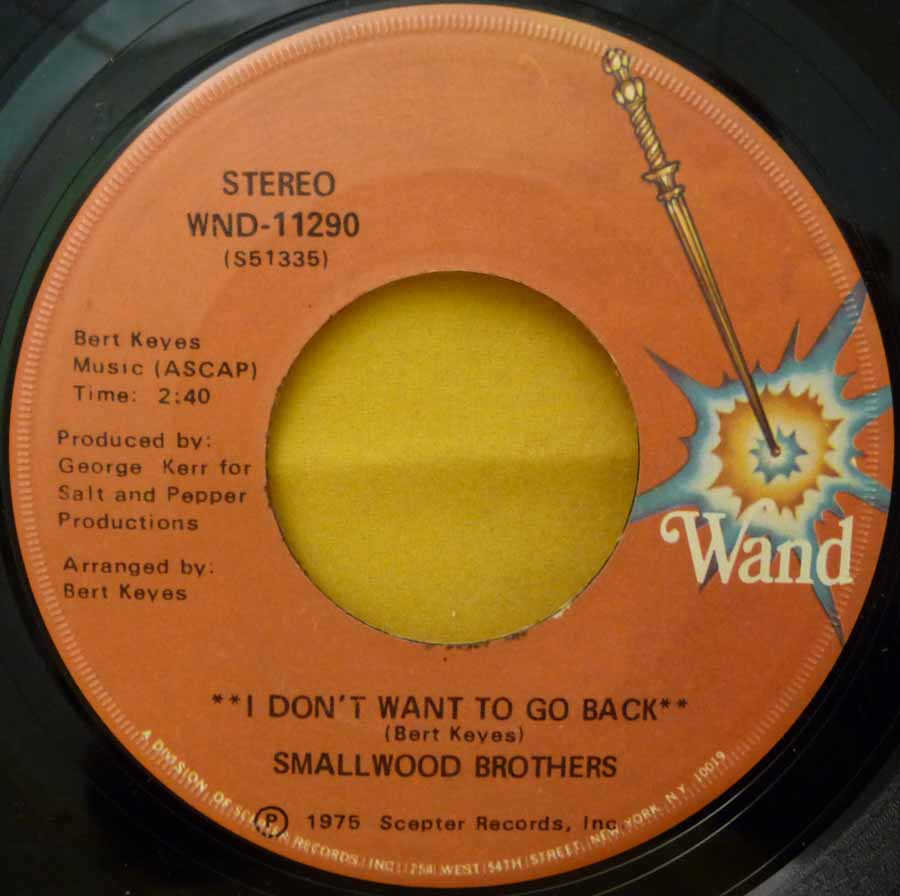 STEREO
WND-11290
(S51335)
Bert Keyes
Music (ASCAP)
Time: 2:40
Produced by:
George Kerr for
Salt and Pepper
Productions
Arranged by:
Bert Keyes
Wand
**I DON'T WANT TO GO BACK**
(Bert Keyes)
SMALLWOOD BROTHERS
Ⓟ 1975 Scepter Records, Inc.
A DIVISION OF SCEPTER RECORDS, INC., 254 WEST 54TH STREET, NEW YORK, N.Y. 10019